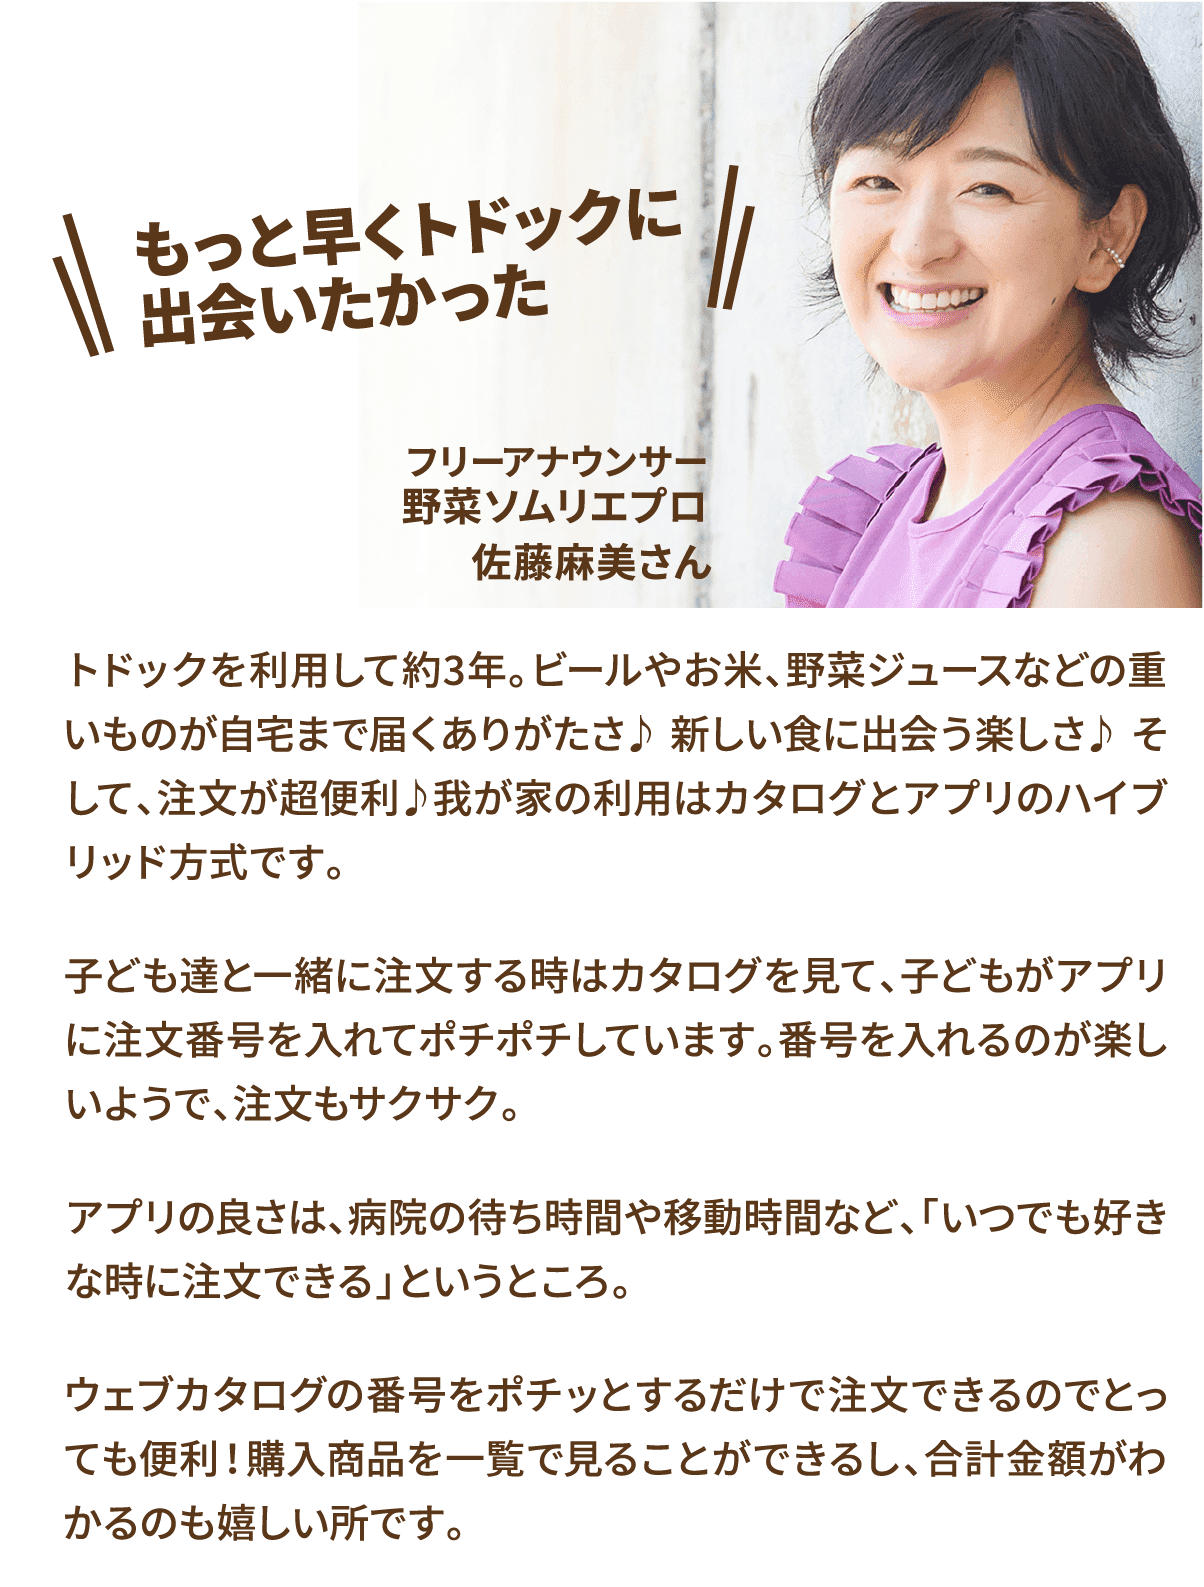 もっと早くトドックに
出会いたかった
フリーアナウンサー
野菜ソムリエプロ
佐藤麻美さん
トドックを利用して約3年。ビールやお米、野菜ジュースなどの重
いものが自宅まで届くありがたさ♪ 新しい食に出会う楽しさ♪ そ
して、注文が超便利♪我が家の利用はカタログとアプリのハイブ
リッド方式です。
子ども達と一緒に注文する時はカタログを見て、子どもがアプリ
に注文番号を入れてポチポチしています。番号を入れるのが楽し
いようで、注文もサクサク。
アプリの良さは、病院の待ち時間や移動時間など、「いつでも好き
な時に注文できる」というところ。
ウェブカタログの番号をポチッとするだけで注文できるのでとっ
ても便利！購入商品を一覧で見ることができるし、合計金額がわ
かるのも嬉しい所です。